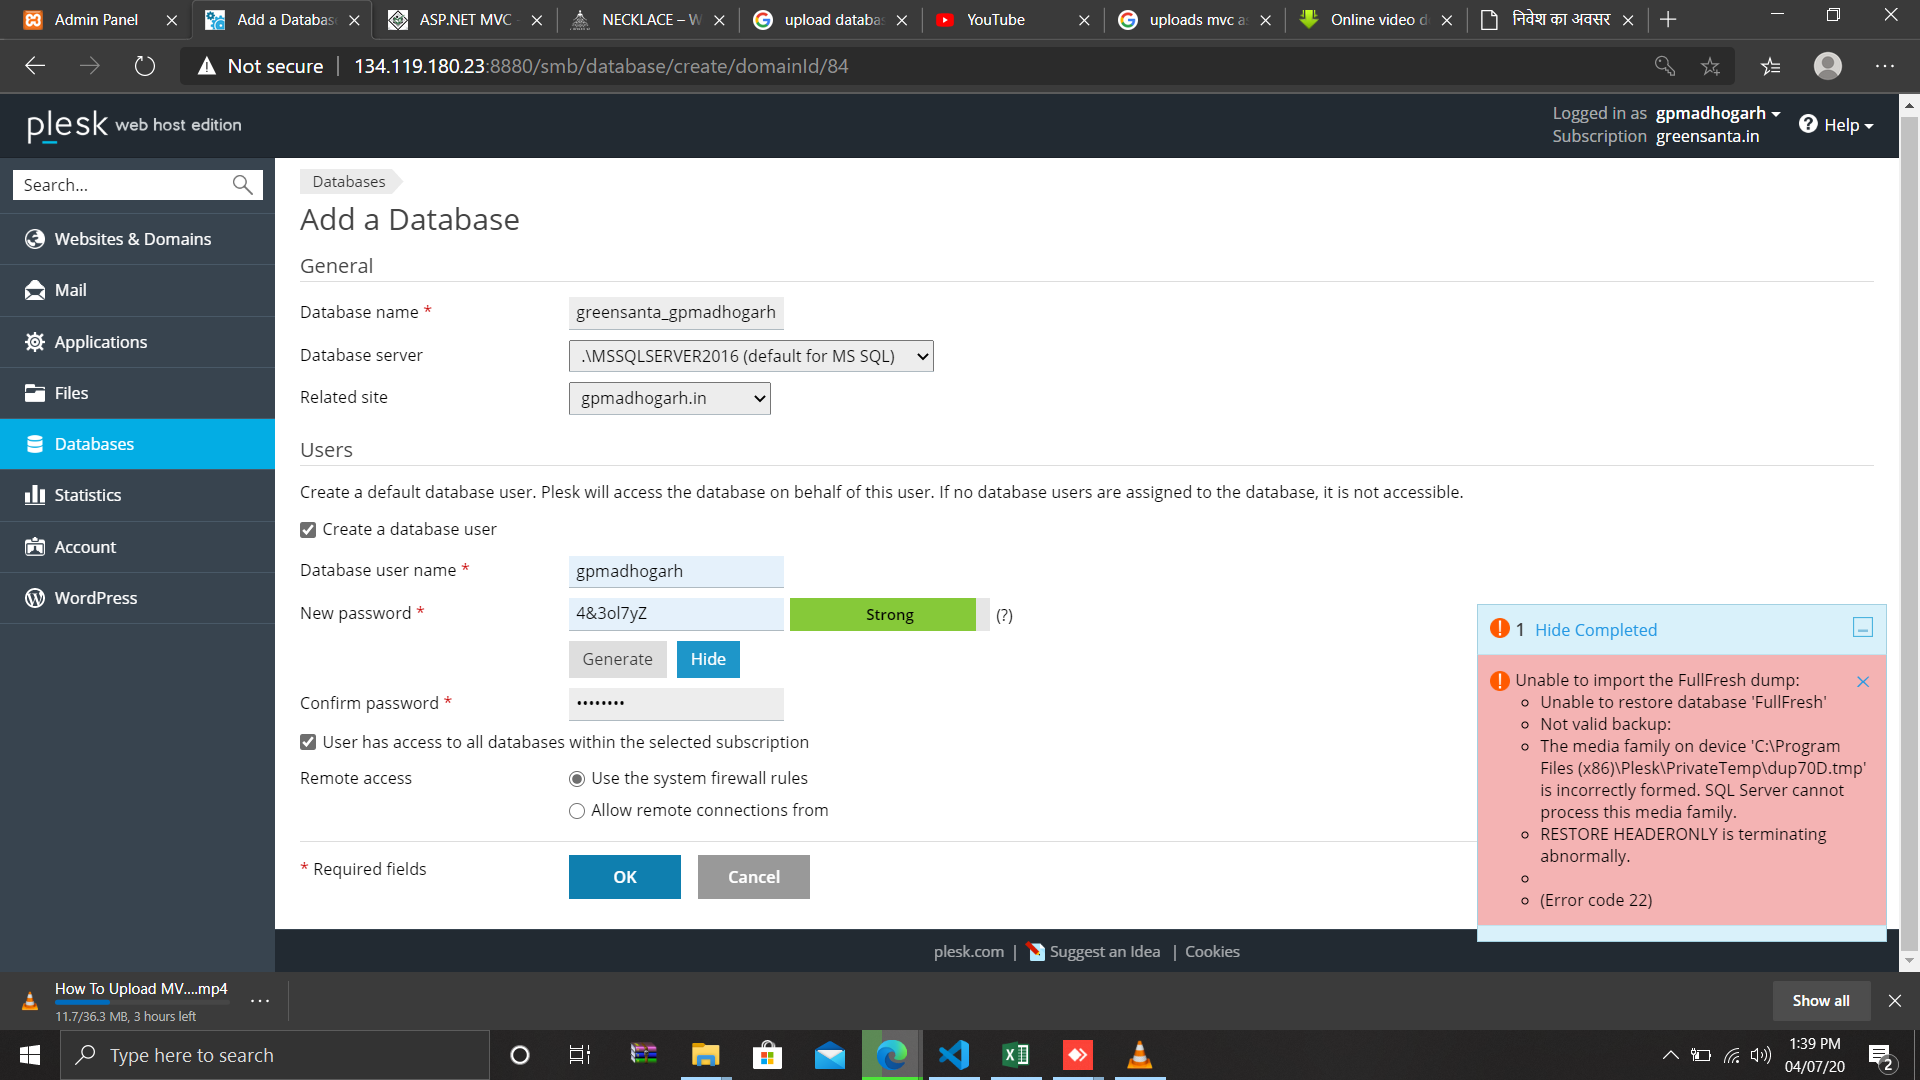 Admin Panel
Add a Databas
ASP.NET MVC -
NECKLACE – W
upload databas
YouTube
uploads mvc as
Online video d
निवेश का अवसर
Not secure | 134.119.180.23:8880/smb/database/create/domainId/84
plesk web host edition
Logged in as gpmadhogarh
Subscription greensanta.in
Help
Search...
Websites & Domains
Mail
Applications
Files
Databases
Statistics
Account
WordPress
Databases
Add a Database
General
Database name * greensanta_gpmadhogarh
Database server .\MSSQLSERVER2016 (default for MS SQL)
Related site gpmadhogarh.in
Users
Create a default database user. Plesk will access the database on behalf of this user. If no database users are assigned to the database, it is not accessible.
Create a database user
Database user name * gpmadhogarh
New password * 4&3ol7yZ Strong (?)
Generate Hide
Confirm password * ••••••••
User has access to all databases within the selected subscription
Remote access Use the system firewall rules
Allow remote connections from
* Required fields OK Cancel
1 Hide Completed
Unable to import the FullFresh dump:
Unable to restore database 'FullFresh'
Not valid backup:
The media family on device 'C:\Program
Files (x86)\Plesk\PrivateTemp\dup70D.tmp'
is incorrectly formed. SQL Server cannot
process this media family.
RESTORE HEADERONLY is terminating
abnormally.
(Error code 22)
plesk.com | Suggest an Idea | Cookies
How To Upload MV....mp4
11.7/36.3 MB, 3 hours left
Show all
Type here to search
1:39 PM
04/07/20
2